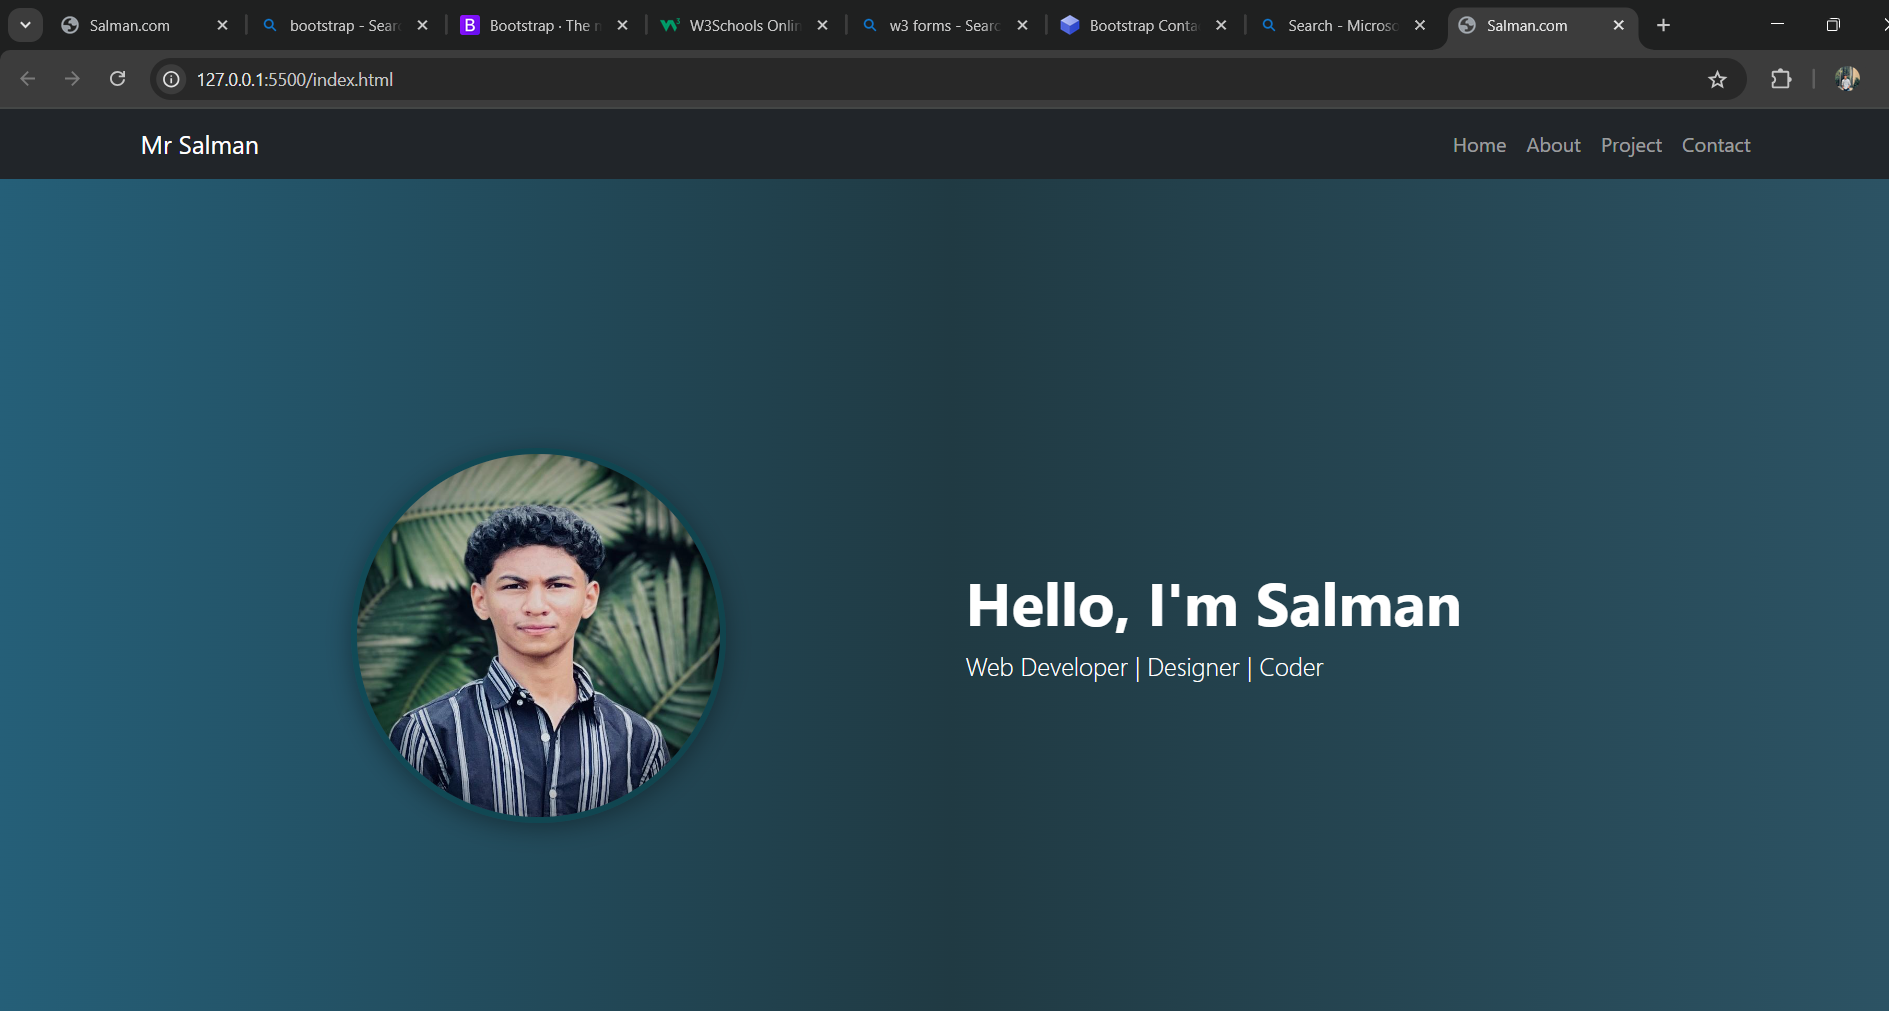 Salman.com
bootstrap - Searc
Bootstrap · The n
W3Schools Onlin
w3 forms - Searc
Bootstrap Conta
Search - Microso
Salman.com
127.0.0.1:5500/index.html
Mr Salman
Home About Project Contact
Hello, I'm Salman
Web Developer | Designer | Coder